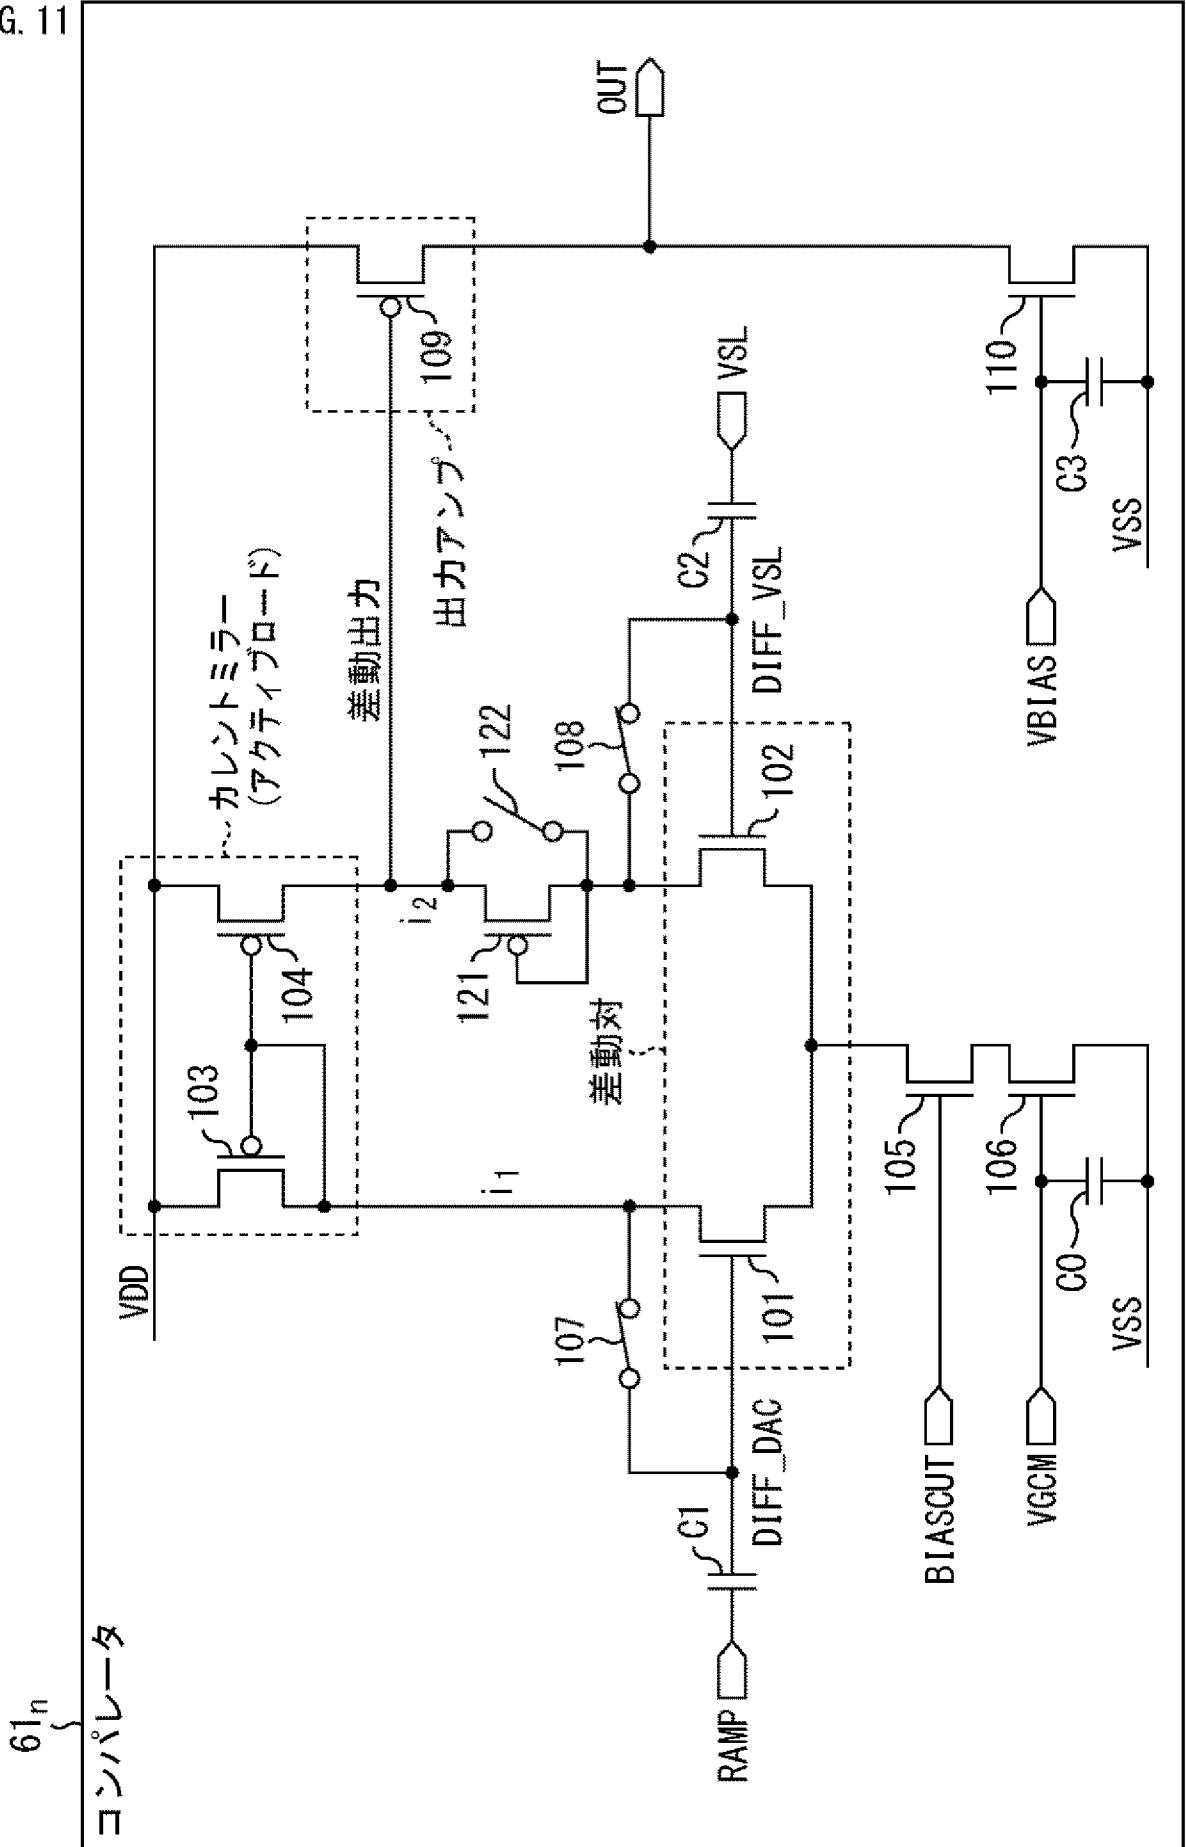 G. 11
61n
コンパレータ
VDD
カレントミラー
(アクティブロード)
103
104
差動出力
出力アンプ
109
OUT
i1
i2
121
122
107
108
差動対
101
102
RAMP
C1
DIFF_DAC
DIFF_VSL
C2
VSL
BIASCUT
105
VGCM
106
C0
VSS
VBIAS
110
C3
VSS